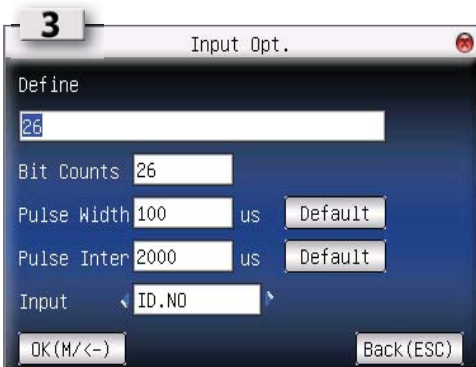 3
Input Opt.
Define
26
Bit Counts 26
Pulse Width 100 us Default
Pulse Inter 2000 us Default
Input ID.NO
OK(M/<-) Back(ESC)